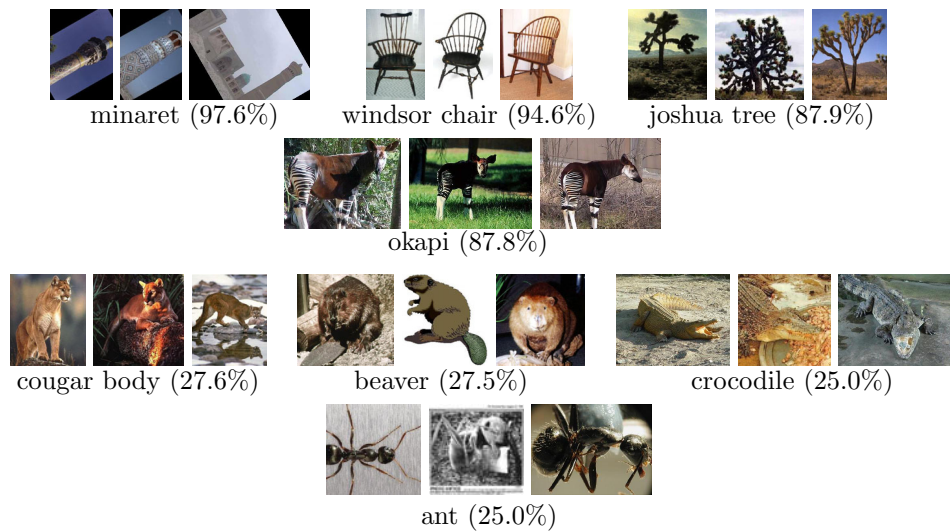 minaret (97.6%)
windsor chair (94.6%)
joshua tree (87.9%)
okapi (87.8%)
cougar body (27.6%)
beaver (27.5%)
crocodile (25.0%)
ant (25.0%)